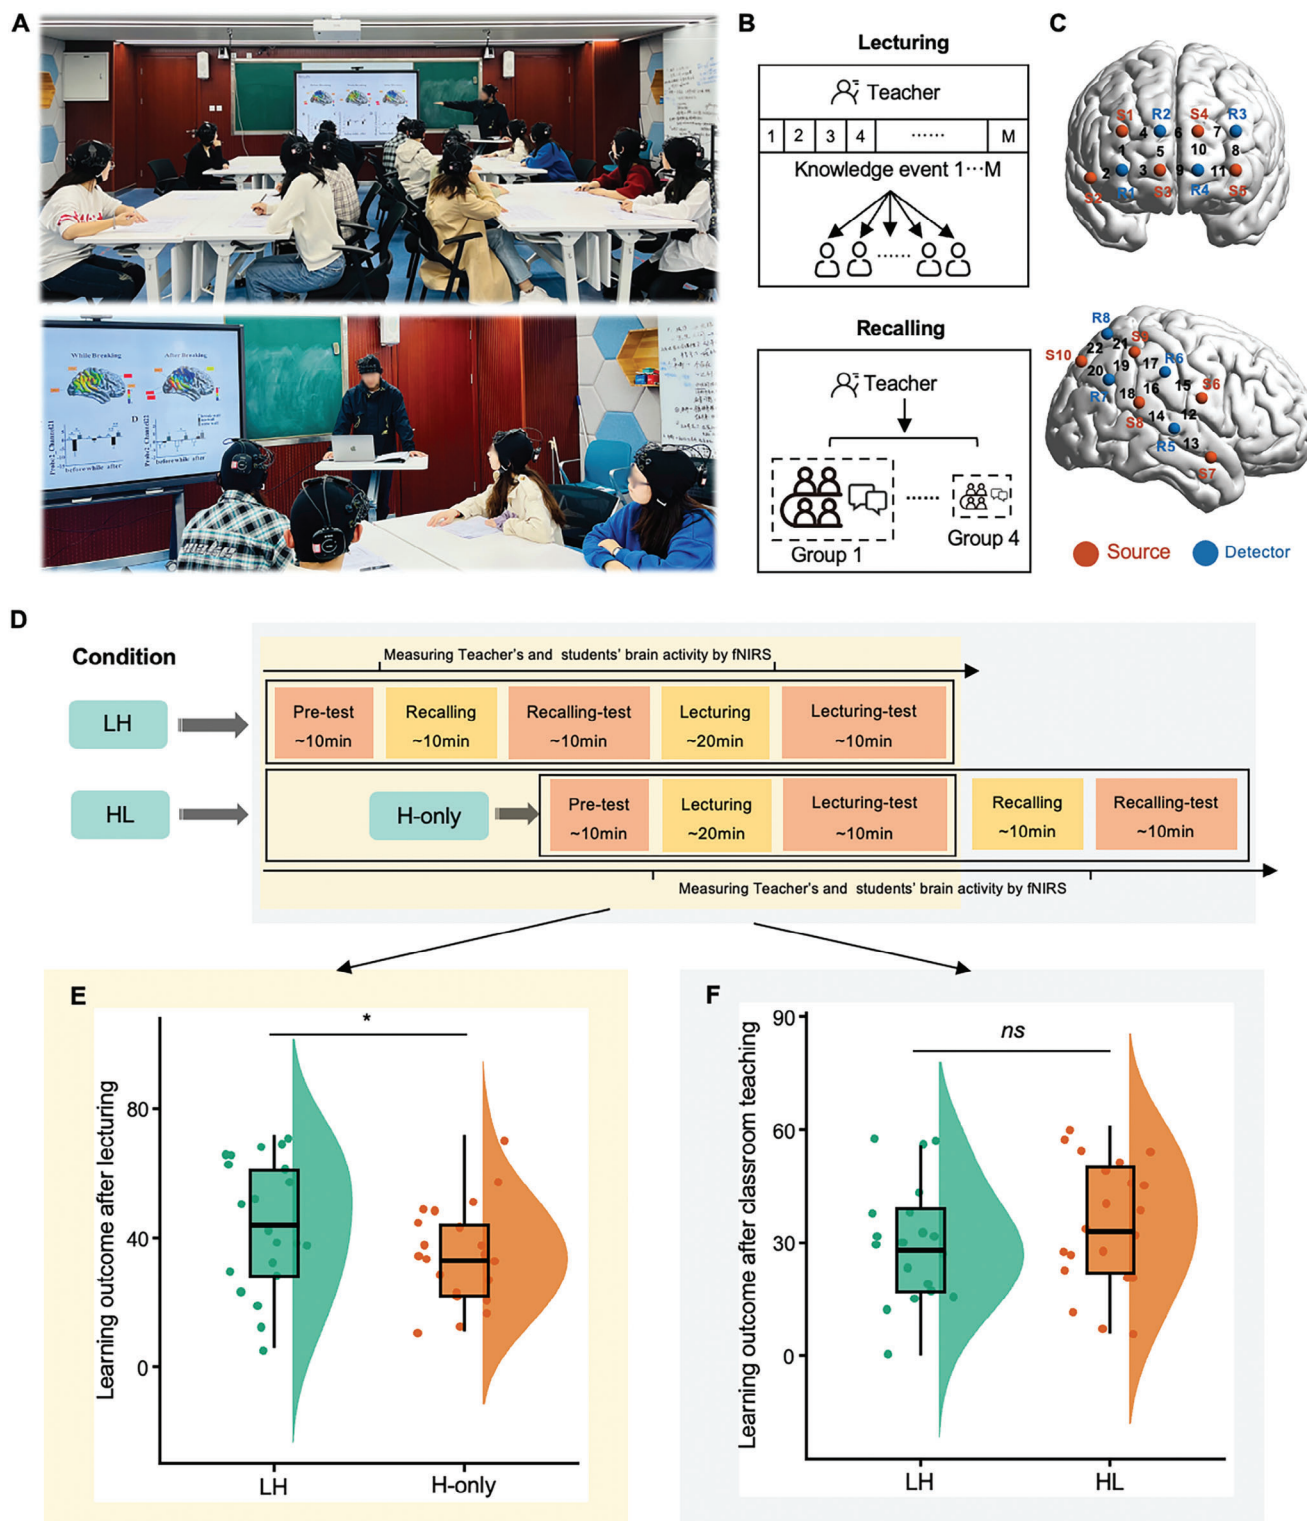 A
While Breaking
After Breaking
D
before while after
before while after
B
Lecturing
Teacher
1 2 3 4 ······ M
Knowledge event 1···M
······
Recalling
Teacher
······
Group 1
Group 4
C
S1 R2 S4 R3
4 6 7
1 5 10 8
2 3 9 11
S2 R1 S3 R4 S5
R8
S10 22 21 S9
20 19 17 R6
R7 18 16 15 S6
S8 14 12
R5 13
S7
Source
Detector
D
Condition
Measuring Teacher's and students' brain activity by fNIRS
LH
Pre-test
~10min
Recalling
~10min
Recalling-test
~10min
Lecturing
~20min
Lecturing-test
~10min
HL
H-only
Pre-test
~10min
Lecturing
~20min
Lecturing-test
~10min
Recalling
~10min
Recalling-test
~10min
Measuring Teacher's and students' brain activity by fNIRS
E
*
Learning outcome after lecturing
80
40
0
LH
H-only
F
ns
Learning outcome after classroom teaching
90
60
30
0
LH
HL